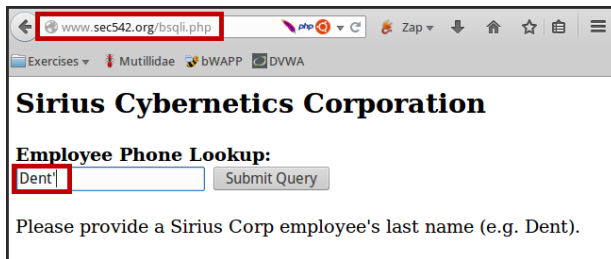 www.sec542.org/bsqli.php php Zap
Exercises Mutillidae bWAPP DVWA
Sirius Cybernetics Corporation
Employee Phone Lookup:
Dent' Submit Query
Please provide a Sirius Corp employee's last name (e.g. Dent).